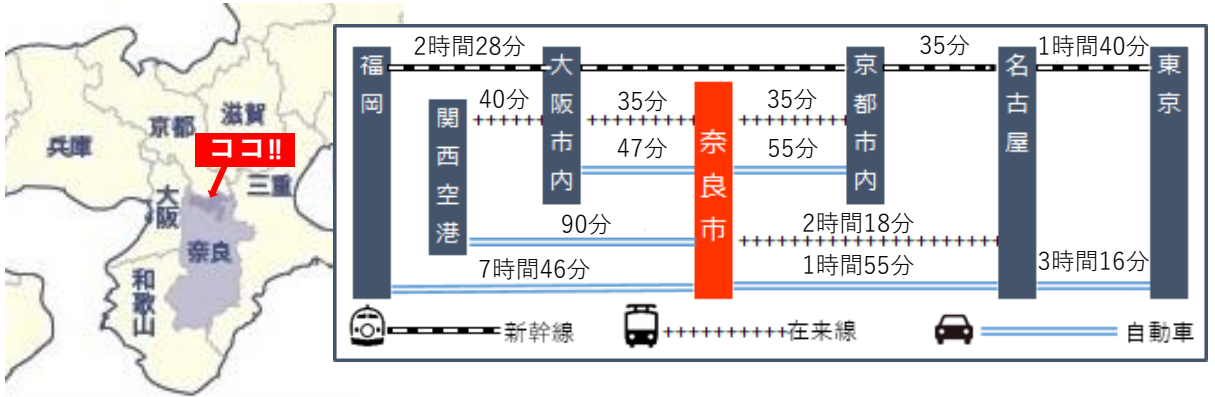 滋賀
京都
兵庫
ココ!!
三重
大阪
奈良
和歌山
2時間28分
35分
1時間40分
福岡
大阪市内
京都市内
名古屋
東京
40分
35分
35分
関西空港
奈良市
47分
55分
90分
2時間18分
7時間46分
1時間55分
3時間16分
新幹線
在来線
自動車